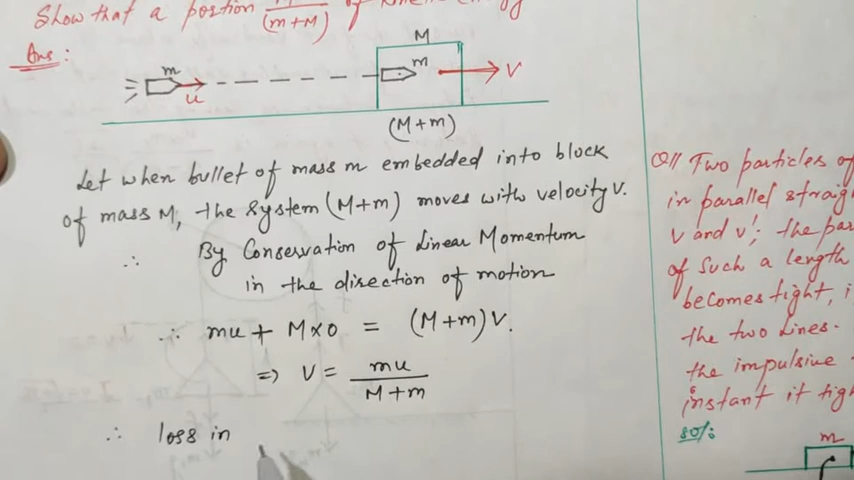 Show that a portion M/(m+M) of kinetic energy
Ans:
m
u
M
m
V
(M+m)
Let when bullet of mass m embedded into block
of mass M, the system (M+m) moves with velocity V.
∴ By Conservation of Linear Momentum
in the direction of motion
∴ mu + M×0 = (M+m)V.
=> V = mu/(M+m)
∴ loss in
Q// Two particles of
in parallel straig
V and V'; the par
of such a length
becomes tight, i
the two lines.
the impulsive
instant it tigh
Sol:
m